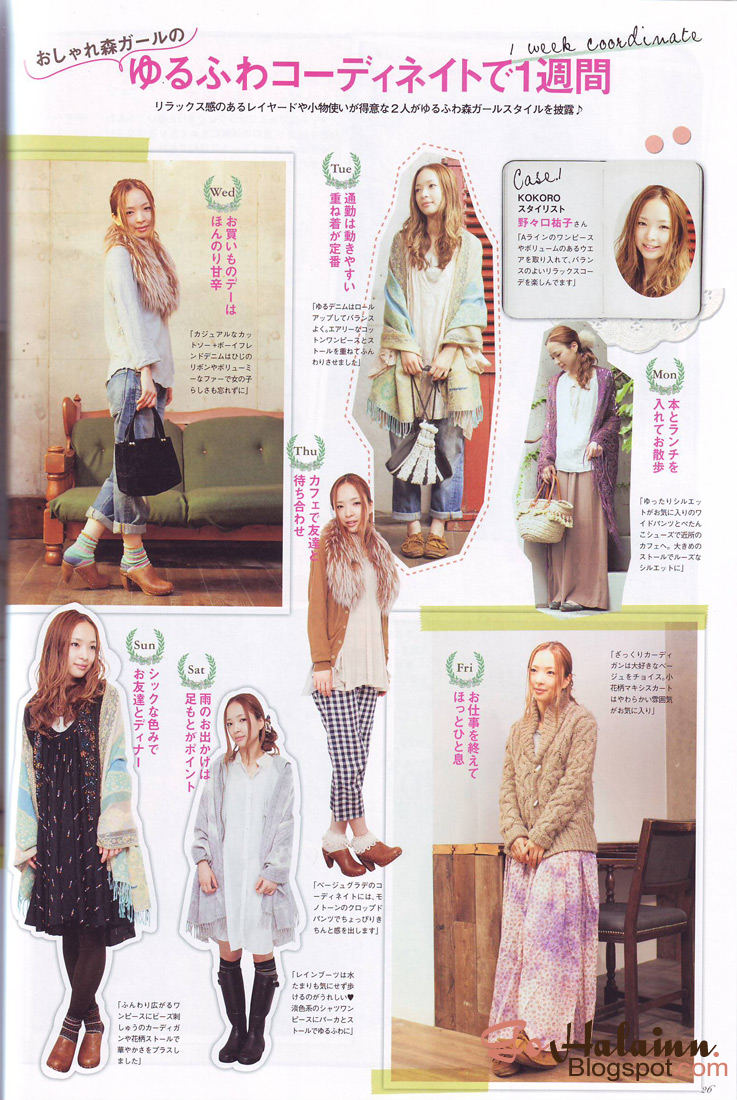 おしゃれ森ガールの
1 week coordinate
ゆるふわコーディネイトで1週間
リラックス感のあるレイヤードや小物使いが得意な2人がゆるふわ森ガールスタイルを披露♪
Case.1
KOKORO
スタイリスト
野々口祐子さん
「Aラインのワンピース
やボリュームのあるウエ
アを取り入れて、バラン
スのよいリラックスコー
デを楽しんでます」
Mon
本とランチを
入れてお散歩
「ゆったりシルエッ
トがお気に入りのワ
イドパンツとぺたん
こシューズで近所の
カフェへ。大きめの
ストールでルーズな
シルエットに」
Tue
通勤は動きやすい
重ね着が定番
「ゆるデニムはロール
アップしてバランス
よく。エアリーなコッ
トンワンピースとス
トールを重ねてふん
わりさせました」
Wed
お買いものデーは
ほんのり甘辛
「カジュアルなカッ
トソー+ボーイフレ
ンドデニムはひじの
リボンやボリューミ
ーなファーで女の子
らしさも忘れずに」
Thu
カフェで友達と
待ち合わせ
「ベージュグラデのコ
ーディネイトには、モ
ノトーンのクロップド
パンツでちょっぴりき
ちんと感を出します」
Fri
お仕事を終えて
ほっとひと息
「ざっくりカーディ
ガンは大好きなベー
ジュをチョイス。小
花柄マキシスカート
はやわらかい雰囲気
がお気に入り」
Sat
雨のお出かけは
足もとがポイント
「レインブーツは水
たまりも気にせず歩
けるのがうれしい♥
淡色系のシャツワン
ピースにパーカとス
トールでゆるふわに」
Sun
シックな色みで
お友達とディナー
「ふんわり広がるワ
ンピースにビーズ刺
しゅうのカーディガ
ンや花柄ストールで
華やかさをプラスし
ました」
Halainn.
Blogspot.com
26